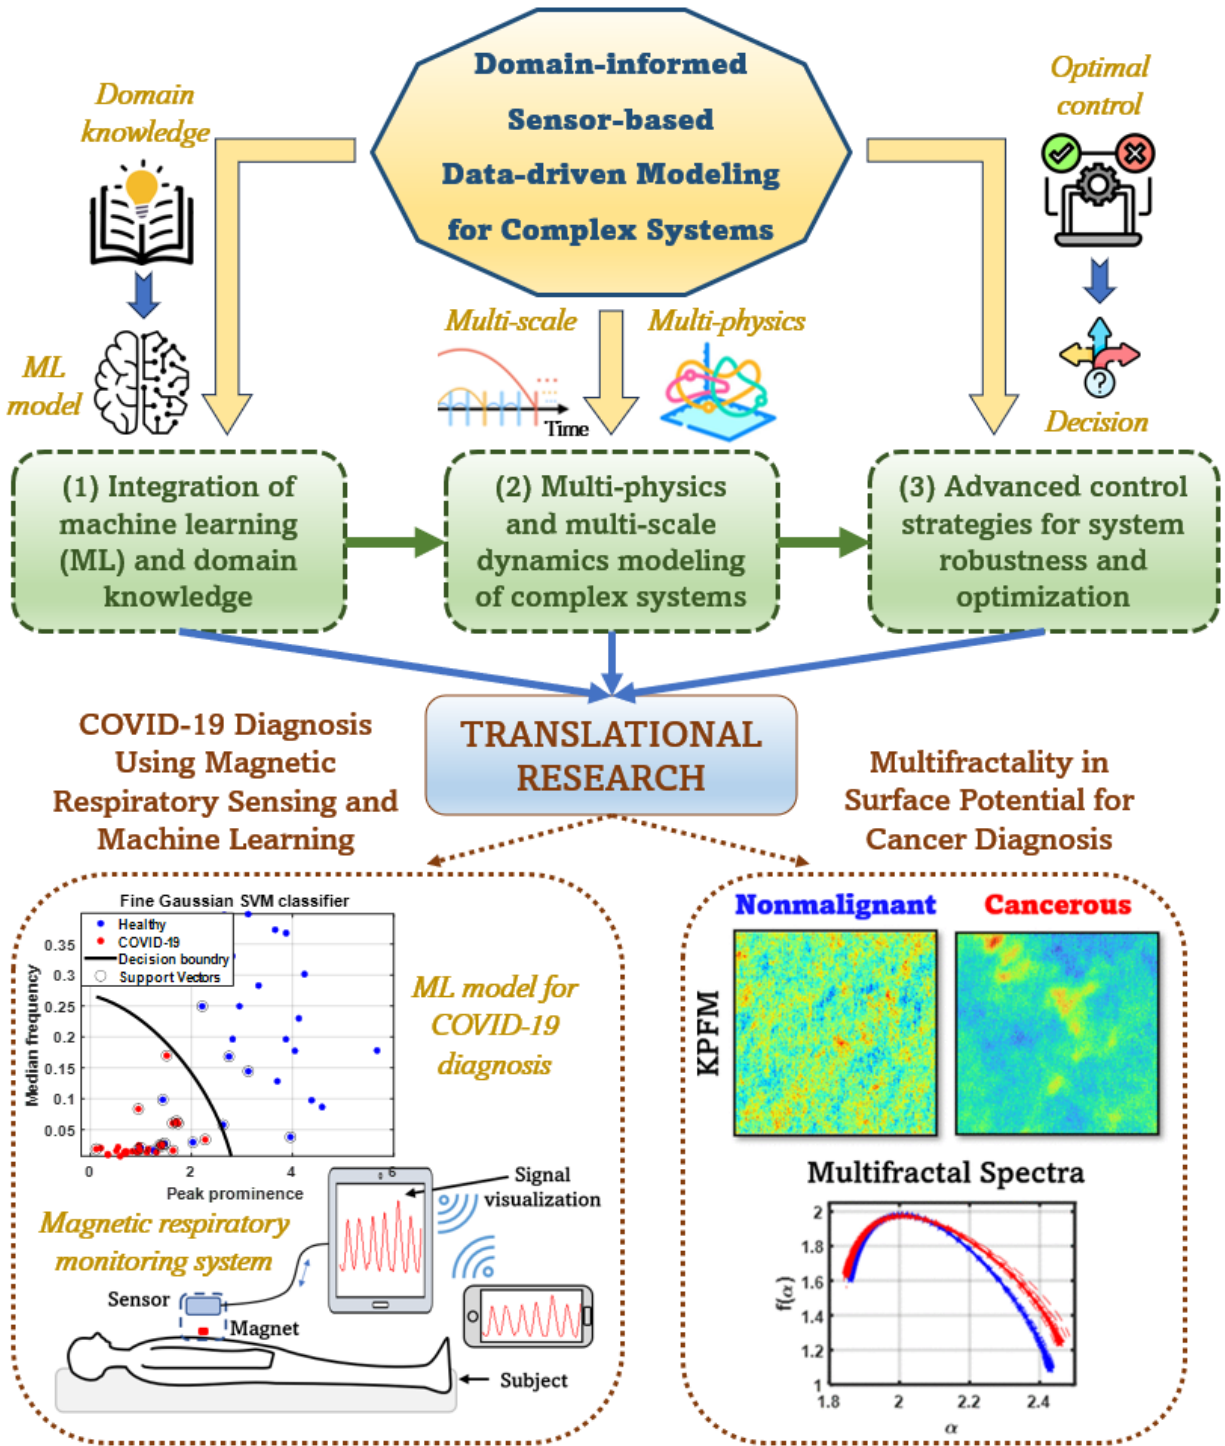 Domain-informed
Sensor-based
Data-driven Modeling
for Complex Systems
Domain
knowledge
ML
model
Multi-scale
Time
Multi-physics
Optimal
control
Decision
(1) Integration of
machine learning
(ML) and domain
knowledge
(2) Multi-physics
and multi-scale
dynamics modeling
of complex systems
(3) Advanced control
strategies for system
robustness and
optimization
TRANSLATIONAL
RESEARCH
COVID-19 Diagnosis
Using Magnetic
Respiratory Sensing and
Machine Learning
Multifractality in
Surface Potential for
Cancer Diagnosis
Fine Gaussian SVM classifier
Healthy
COVID-19
Decision boundry
Support Vectors
Median frequency
0.35
0.3
0.25
0.2
0.15
0.1
0.05
0
2
4
6
Peak prominence
ML model for
COVID-19
diagnosis
Magnetic respiratory
monitoring system
Signal
visualization
Sensor
Magnet
Subject
Nonmalignant
Cancerous
KPFM
Multifractal Spectra
f(α)
2
1.8
1.6
1.4
1.2
1
1.8
2
2.2
2.4
α